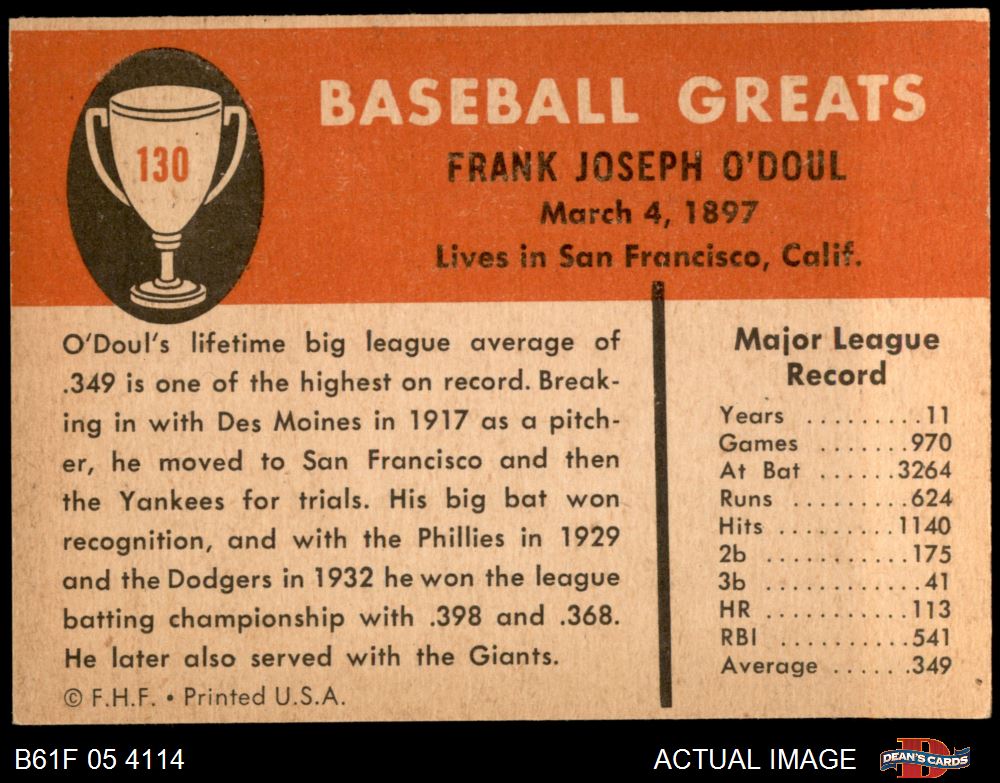 130
BASEBALL GREATS
FRANK JOSEPH O'DOUL
March 4, 1897
Lives in San Francisco, Calif.
O'Doul's lifetime big league average of
.349 is one of the highest on record. Break-
ing in with Des Moines in 1917 as a pitch-
er, he moved to San Francisco and then
the Yankees for trials. His big bat won
recognition, and with the Phillies in 1929
and the Dodgers in 1932 he won the league
batting championship with .398 and .368.
He later also served with the Giants.
© F.H.F. • Printed U.S.A.
Major League
Record
Years .........11
Games .......970
At Bat ......3264
Runs .........624
Hits ..........1140
2b ............175
3b ..............41
HR ............113
RBI ..........541
Average ......349
B61F 05 4114
ACTUAL IMAGE
D
DEAN'S CARDS